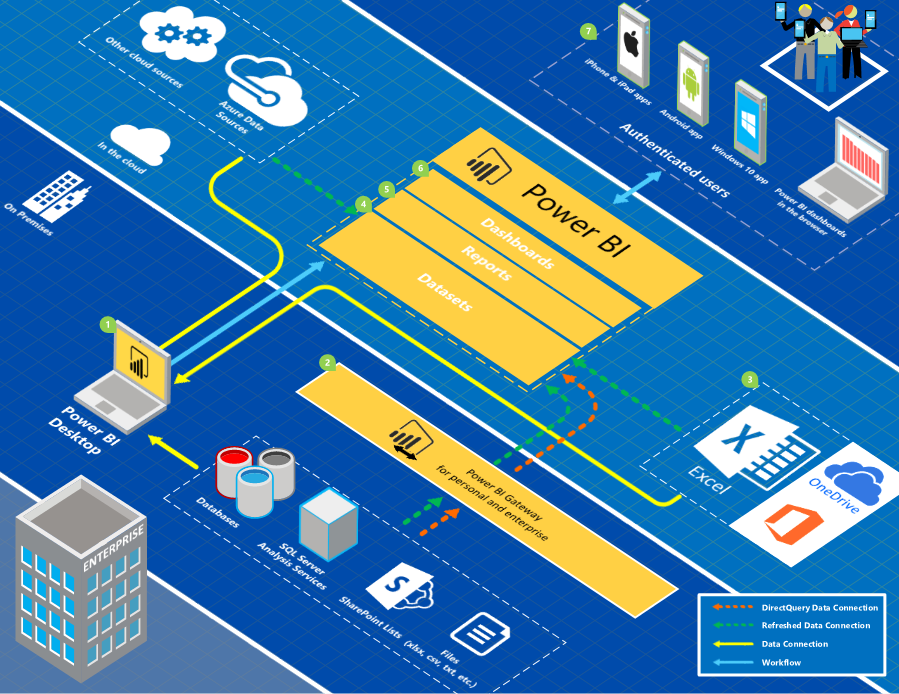 Other cloud sources
Azure Data
Sources
In the cloud
On Premises
7
iPhone & iPad apps
Android app
Windows 10 app
Power BI dashboards
in the browser
Authenticated users
Power BI
6
Dashboards
5
Reports
4
Datasets
1
Power BI
Desktop
2
Power BI Gateway
for personal and enterprise
3
X
Excel
OneDrive
Databases
SQL Server
Analysis Services
S
SharePoint Lists
Files
(xlsx, csv, txt, etc.)
ENTERPRISE
DirectQuery Data Connection
Refreshed Data Connection
Data Connection
Workflow